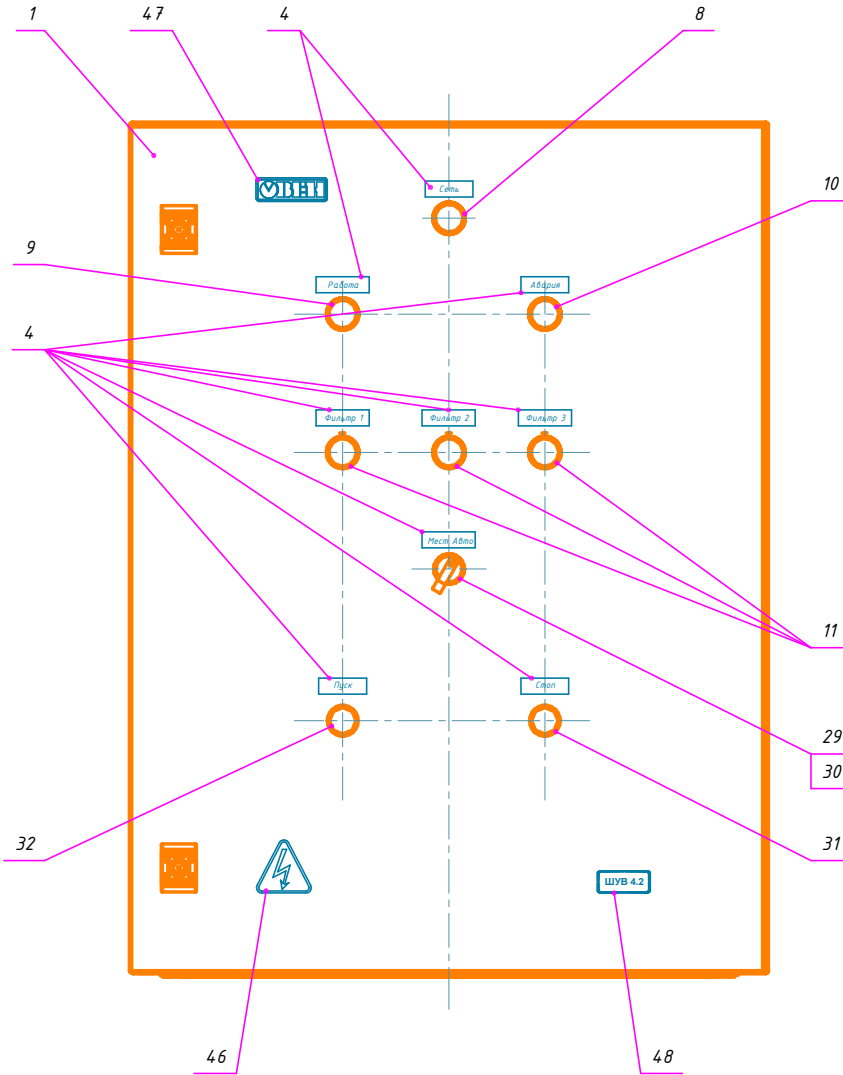 1 47 4 8
ОВЕН
Сеть
10
9
Работа
Авария
4
Фильтр 1
Фильтр 2
Фильтр 3
Мест Авто
11
Пуск
Стоп
29
30
32
31
ШУВ 4.2
46
48